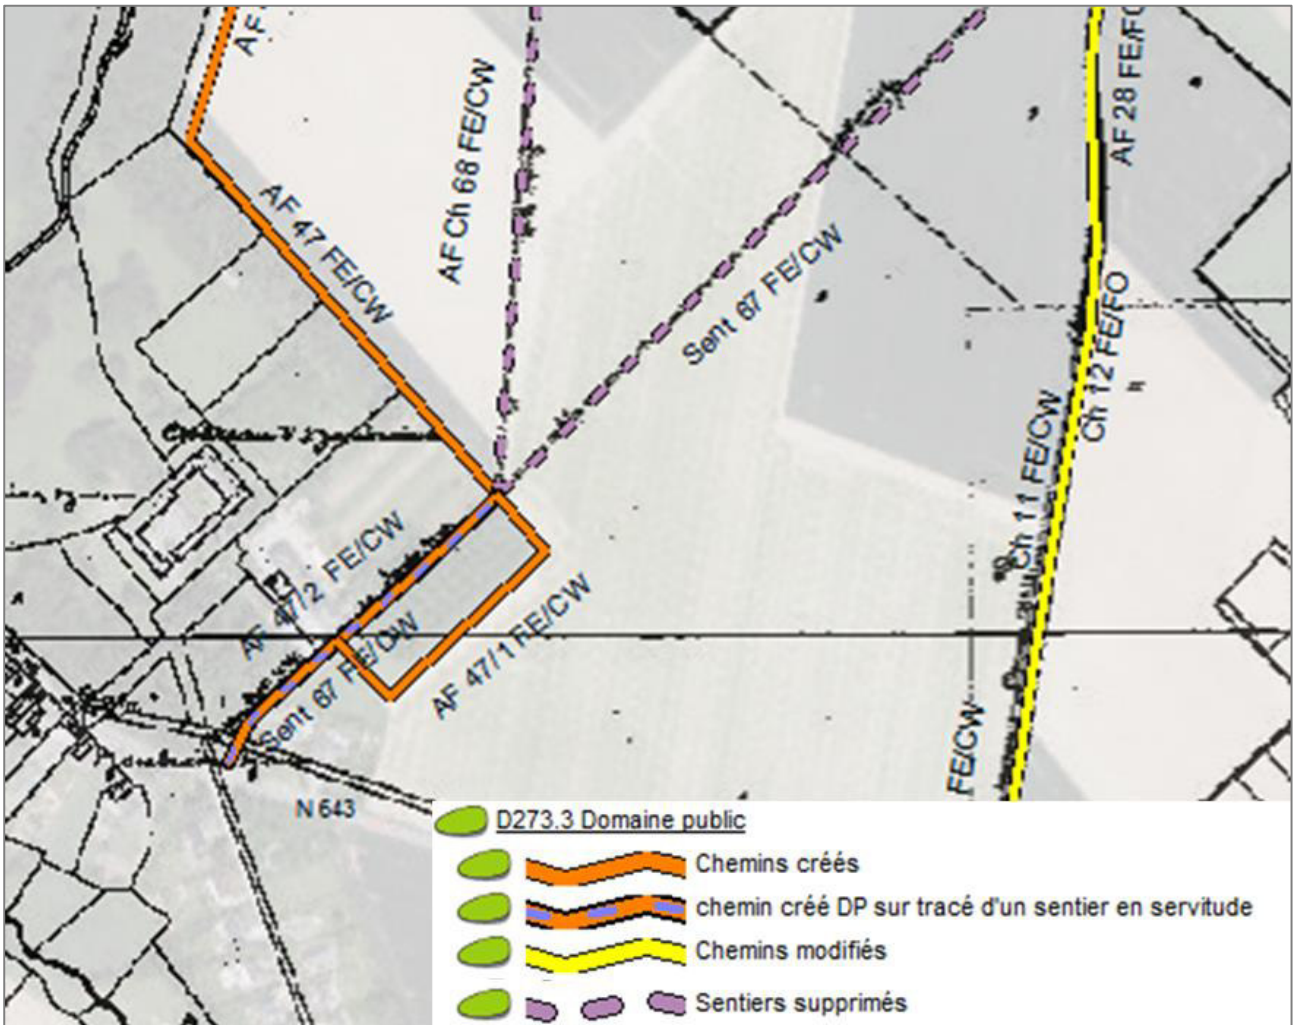 AF
AF 47 FE/CW
AF Ch 68 FE/CW
Sent 67 FE/CW
AF 28 FE/FO
Ch 12 FE/FO
Ch 11 FE/CW
AF 47/2 FE/CW
Sent 67 FE/CW
AF 47/1 FE/CW
FE/CW
N 643
D273.3 Domaine public
Chemins créés
chemin créé DP sur tracé d'un sentier en servitude
Chemins modifiés
Sentiers supprimés